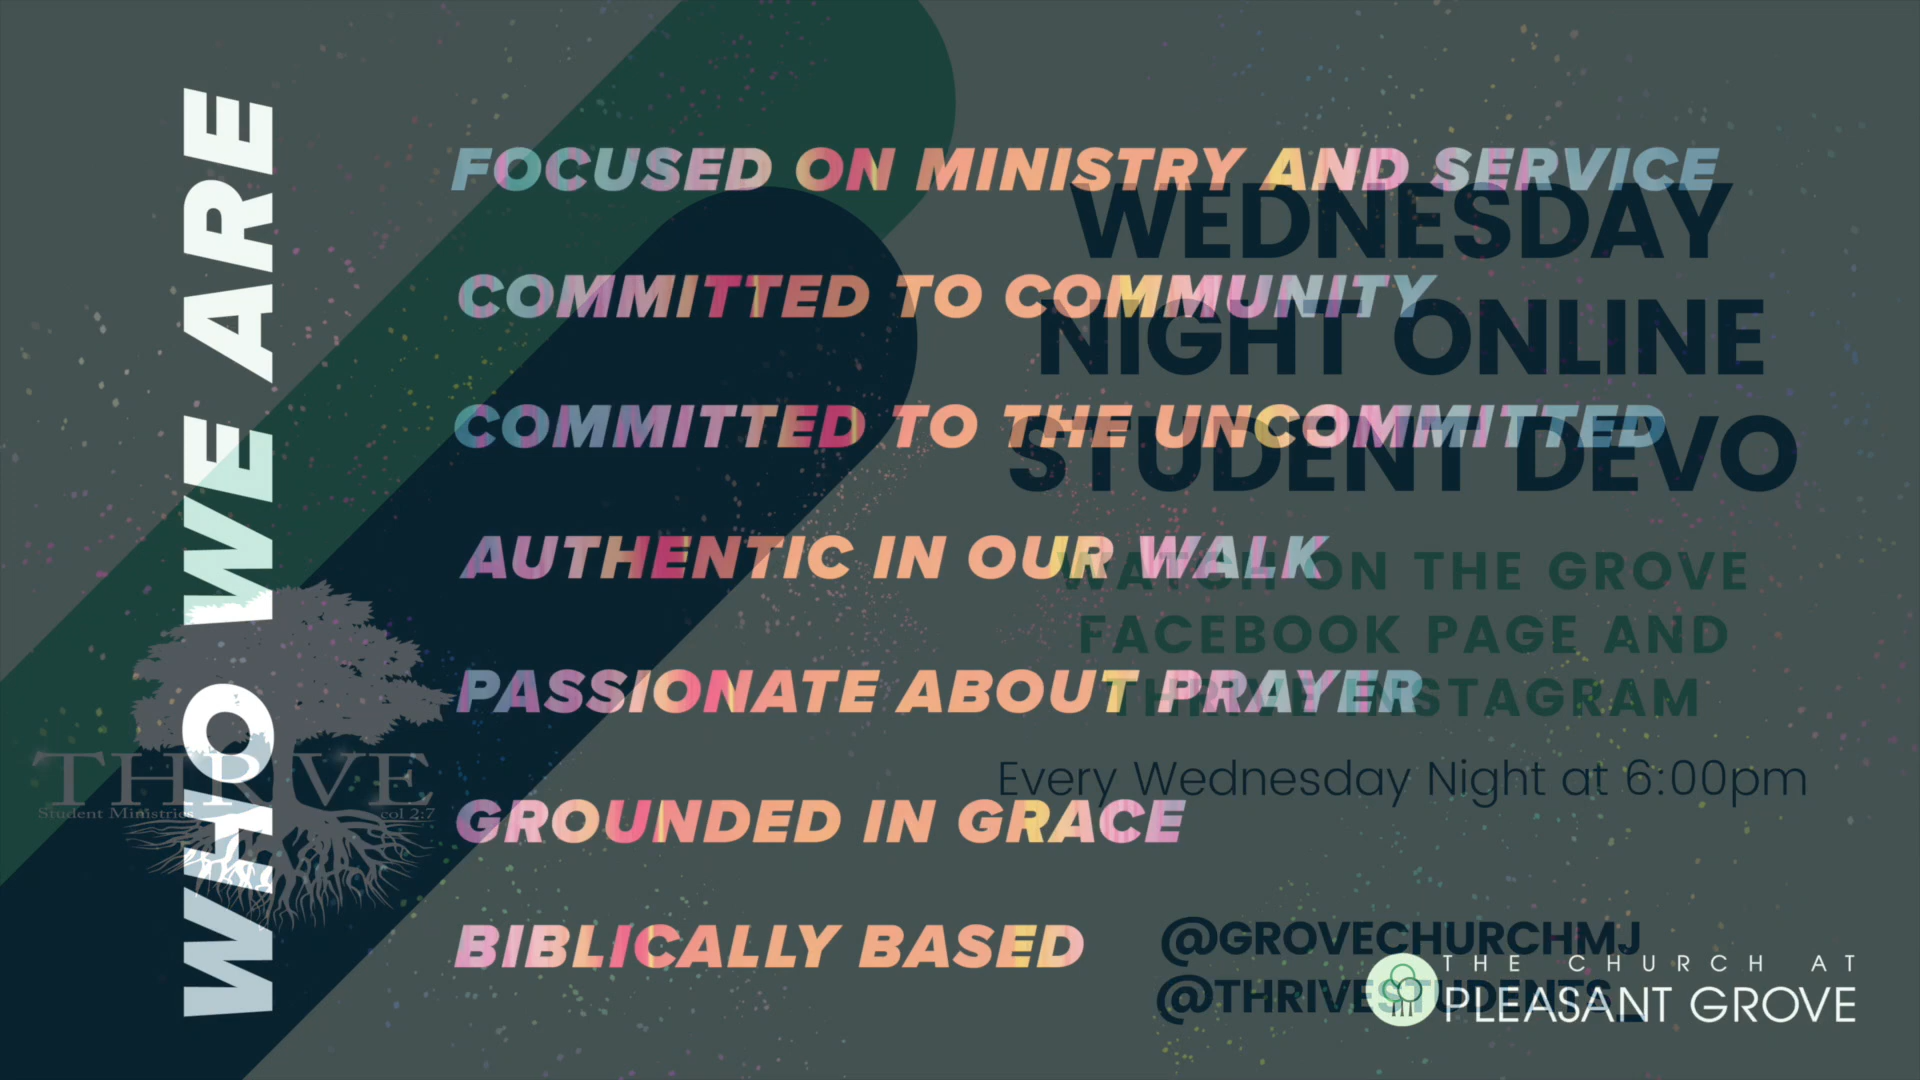 WHO WE ARE
FOCUSED ON MINISTRY AND SERVICE
COMMITTED TO COMMUNITY
COMMITTED TO THE UNCOMMITTED
AUTHENTIC IN OUR WALK
PASSIONATE ABOUT PRAYER
GROUNDED IN GRACE
BIBLICALLY BASED
WEDNESDAY
NIGHT ONLINE
STUDENT DEVO
WATCH ON THE GROVE
FACEBOOK PAGE AND
THRIVE INSTAGRAM
Every Wednesday Night at 6:00pm
@GROVECHURCHMJ
@THRIVESTUDENTS_
THRIVE
Student Ministries col 2:7
THE CHURCH AT
PLEASANT GROVE